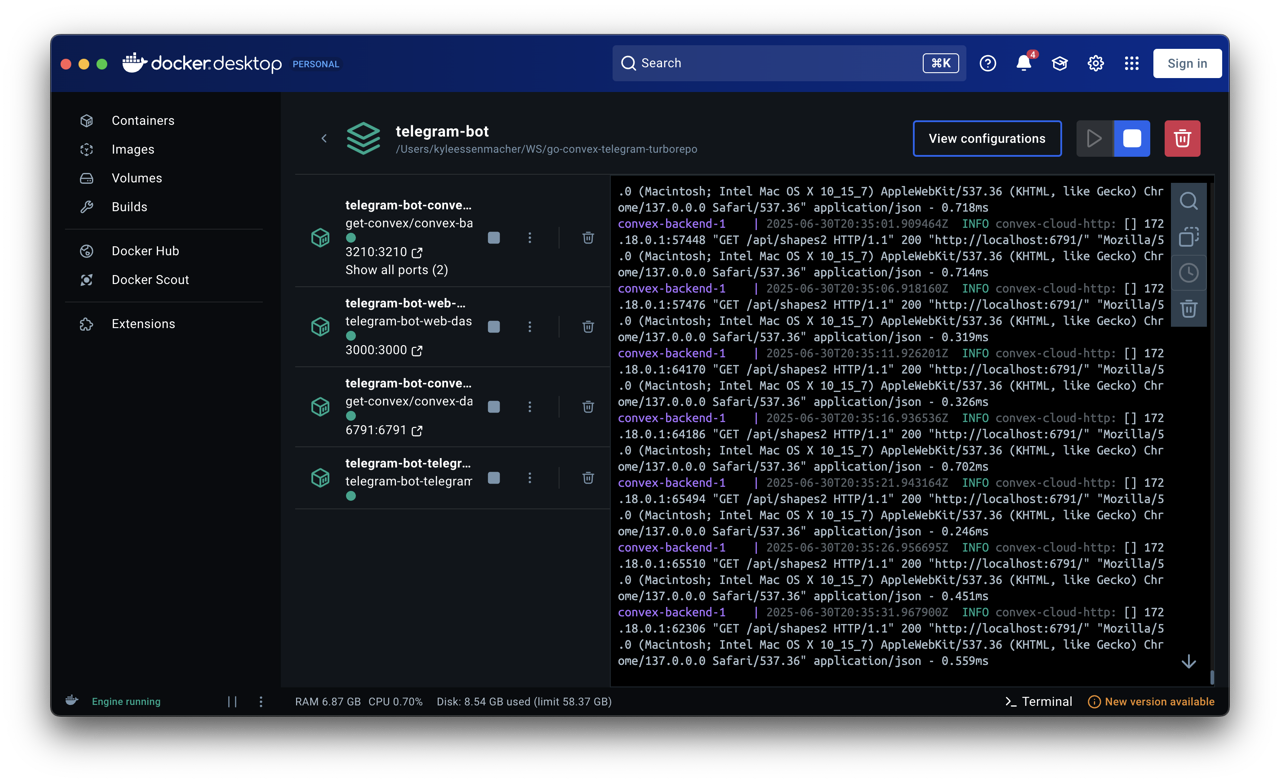 docker.desktop PERSONAL
Search
⌘K
4
Sign in
Containers
Images
Volumes
Builds
Docker Hub
Docker Scout
Extensions
telegram-bot
/Users/kyleessenmacher/WS/go-convex-telegram-turborepo
View configurations
telegram-bot-conve...
get-convex/convex-ba
3210:3210
Show all ports (2)
telegram-bot-web-...
telegram-bot-web-das
3000:3000
telegram-bot-conve...
get-convex/convex-da
6791:6791
telegram-bot-telegr...
telegram-bot-telegram
.0 (Macintosh; Intel Mac OS X 10_15_7) AppleWebKit/537.36 (KHTML, like Gecko) Chr
ome/137.0.0.0 Safari/537.36" application/json - 0.718ms
convex-backend-1 | 2025-06-30T20:35:01.909464Z INFO convex-cloud-http: [] 172
.18.0.1:57448 "GET /api/shapes2 HTTP/1.1" 200 "http://localhost:6791/" "Mozilla/5
.0 (Macintosh; Intel Mac OS X 10_15_7) AppleWebKit/537.36 (KHTML, like Gecko) Chr
ome/137.0.0.0 Safari/537.36" application/json - 0.714ms
convex-backend-1 | 2025-06-30T20:35:06.918160Z INFO convex-cloud-http: [] 172
.18.0.1:57476 "GET /api/shapes2 HTTP/1.1" 200 "http://localhost:6791/" "Mozilla/5
.0 (Macintosh; Intel Mac OS X 10_15_7) AppleWebKit/537.36 (KHTML, like Gecko) Chr
ome/137.0.0.0 Safari/537.36" application/json - 0.319ms
convex-backend-1 | 2025-06-30T20:35:11.926201Z INFO convex-cloud-http: [] 172
.18.0.1:64170 "GET /api/shapes2 HTTP/1.1" 200 "http://localhost:6791/" "Mozilla/5
.0 (Macintosh; Intel Mac OS X 10_15_7) AppleWebKit/537.36 (KHTML, like Gecko) Chr
ome/137.0.0.0 Safari/537.36" application/json - 0.326ms
convex-backend-1 | 2025-06-30T20:35:16.936536Z INFO convex-cloud-http: [] 172
.18.0.1:64186 "GET /api/shapes2 HTTP/1.1" 200 "http://localhost:6791/" "Mozilla/5
.0 (Macintosh; Intel Mac OS X 10_15_7) AppleWebKit/537.36 (KHTML, like Gecko) Chr
ome/137.0.0.0 Safari/537.36" application/json - 0.702ms
convex-backend-1 | 2025-06-30T20:35:21.943164Z INFO convex-cloud-http: [] 172
.18.0.1:65494 "GET /api/shapes2 HTTP/1.1" 200 "http://localhost:6791/" "Mozilla/5
.0 (Macintosh; Intel Mac OS X 10_15_7) AppleWebKit/537.36 (KHTML, like Gecko) Chr
ome/137.0.0.0 Safari/537.36" application/json - 0.246ms
convex-backend-1 | 2025-06-30T20:35:26.956695Z INFO convex-cloud-http: [] 172
.18.0.1:65510 "GET /api/shapes2 HTTP/1.1" 200 "http://localhost:6791/" "Mozilla/5
.0 (Macintosh; Intel Mac OS X 10_15_7) AppleWebKit/537.36 (KHTML, like Gecko) Chr
ome/137.0.0.0 Safari/537.36" application/json - 0.451ms
convex-backend-1 | 2025-06-30T20:35:31.967900Z INFO convex-cloud-http: [] 172
.18.0.1:62306 "GET /api/shapes2 HTTP/1.1" 200 "http://localhost:6791/" "Mozilla/5
.0 (Macintosh; Intel Mac OS X 10_15_7) AppleWebKit/537.36 (KHTML, like Gecko) Chr
ome/137.0.0.0 Safari/537.36" application/json - 0.559ms
Engine running
RAM 6.87 GB CPU 0.70% Disk: 8.54 GB used (limit 58.37 GB)
Terminal
New version available